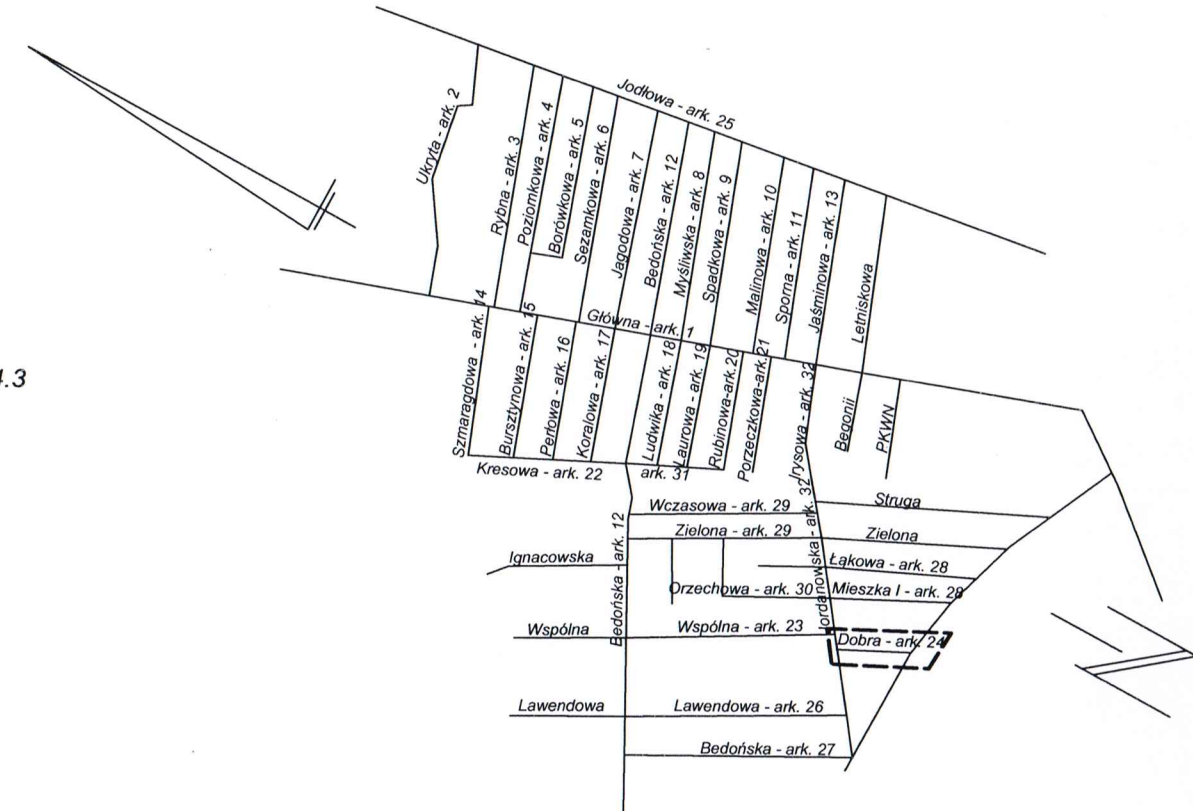 Jodłowa - ark. 25
Ukryta - ark. 2
Rybna - ark. 3
Poziomkowa - ark. 4
Borówkowa - ark. 5
Sezamkowa - ark. 6
Jagodowa - ark. 7
Bedońska - ark. 12
Myśliwska - ark. 8
Spadkowa - ark. 9
Malinowa - ark. 10
Sporna - ark. 11
Jaśminowa - ark. 13
Letniskowa
Główna - ark. 1
.3
Szmaragdowa - ark. 14
Bursztynowa - ark. 15
Perłowa - ark. 16
Koralowa - ark. 17
Ludwika - ark. 18
Laurowa - ark. 19
Rubinowa-ark.20
Porzeczkowa-ark.21
Irysowa - ark. 32
Begonii
PKWN
Kresowa - ark. 22
ark. 31
Wczasowa - ark. 29
Struga
Zielona - ark. 29
Zielona
Bedońska - ark. 12
Jordanowska - ark. 32
Ignacowska
Łąkowa - ark. 28
Orzechowa - ark. 30
Mieszka I - ark. 28
Wspólna
Wspólna - ark. 23
Dobra - ark. 24
Lawendowa
Lawendowa - ark. 26
Bedońska - ark. 27